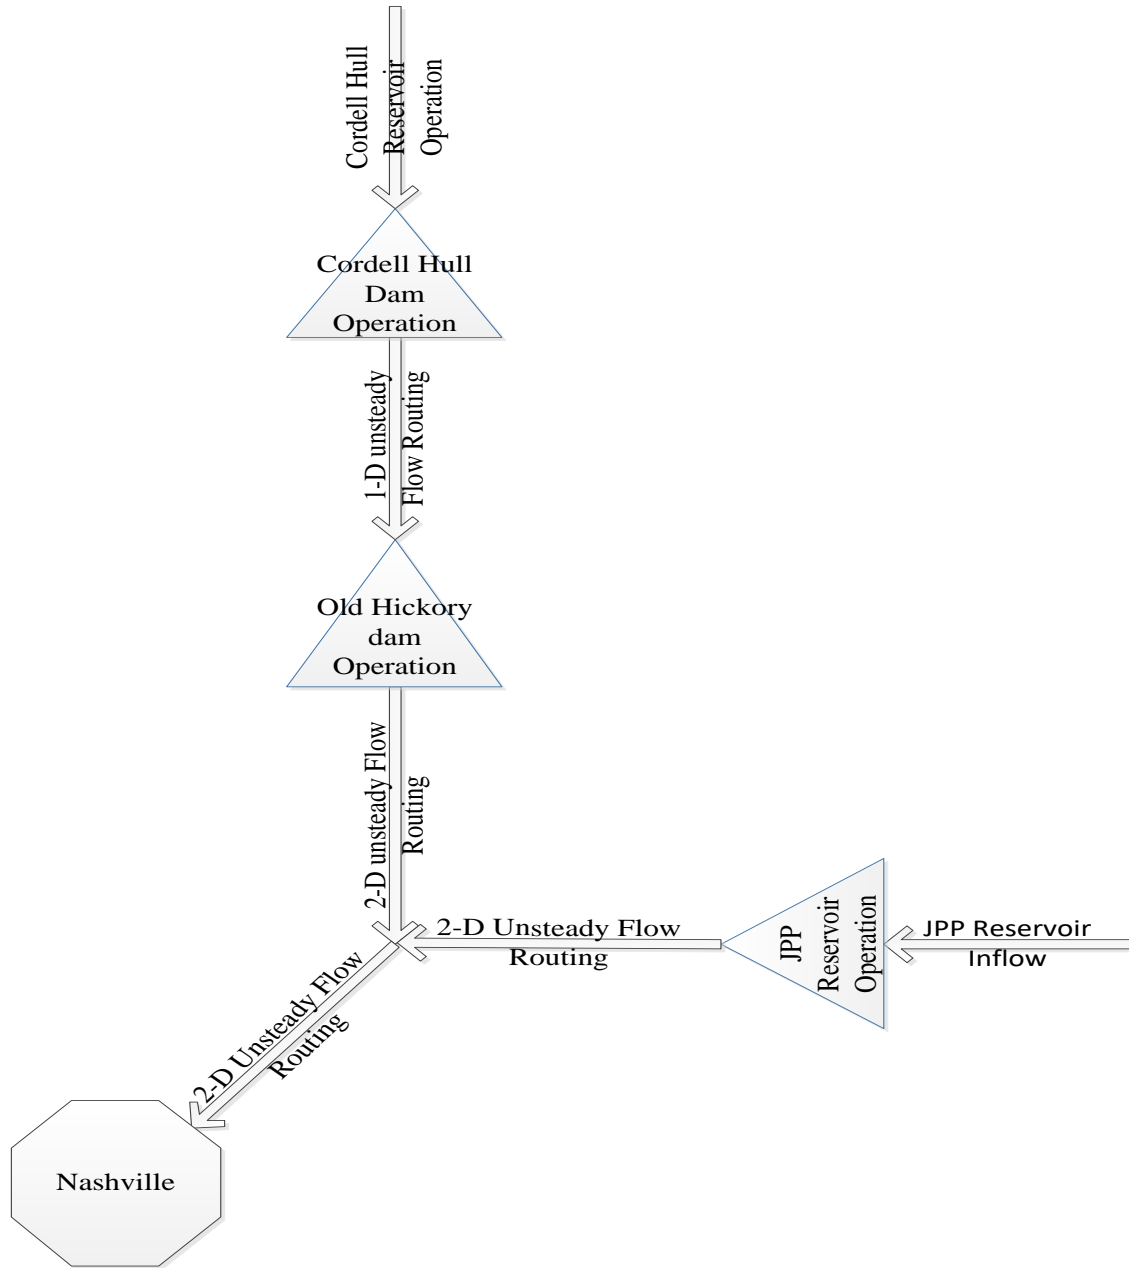 Cordell Hull
Reservoir
Operation
Cordell Hull
Dam
Operation
1-D unsteady
Flow Routing
Old Hickory
dam
Operation
2-D unsteady Flow
Routing
2-D Unsteady Flow
Routing
JPP
Reservoir
Operation
JPP Reservoir
Inflow
2-D Unsteady Flow
Routing
Nashville